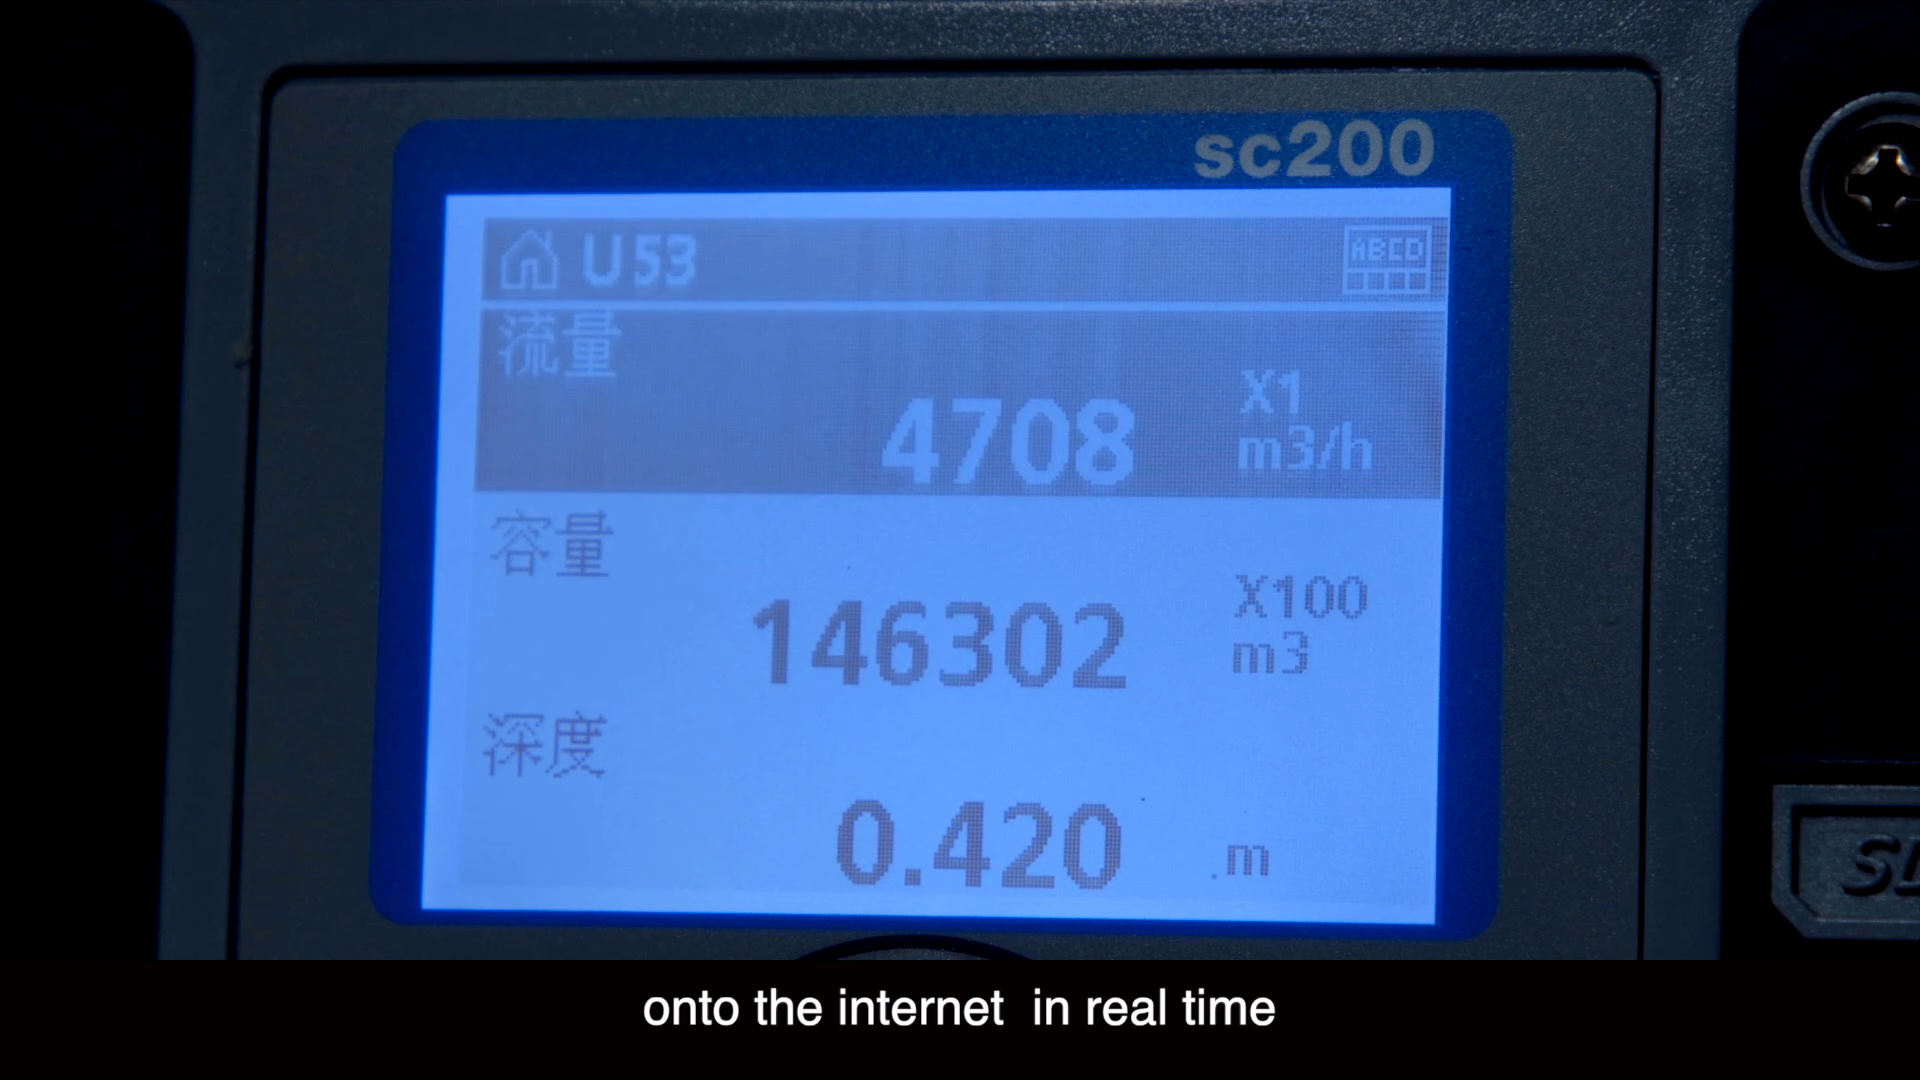 sc200
U53
ABCD
流量
4708
X1
m3/h
容量
146302
X100
m3
深度
0.420
m
onto the internet in real time